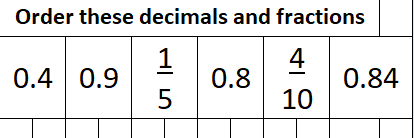 Order these decimals and fractions
0.4 0.9 1/5 0.8 4/10 0.84